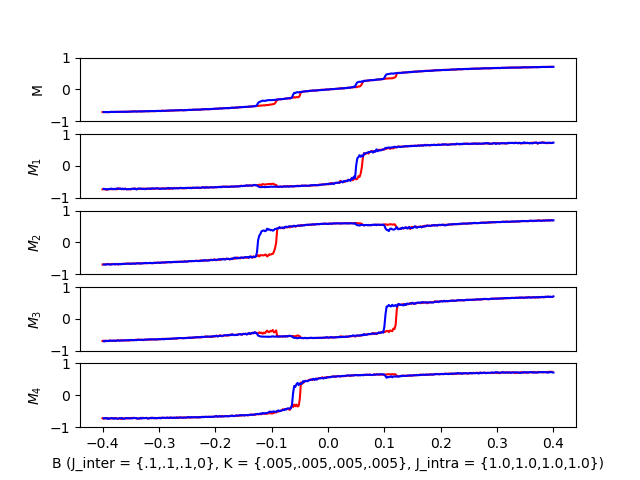 1
0
−1
M
1
0
−1
M1
1
0
−1
M2
1
0
−1
M3
1
0
−1
M4
−0.4 −0.3 −0.2 −0.1 0.0 0.1 0.2 0.3 0.4
B (J_inter = {.1,.1,.1,0}, K = {.005,.005,.005,.005}, J_intra = {1.0,1.0,1.0,1.0})